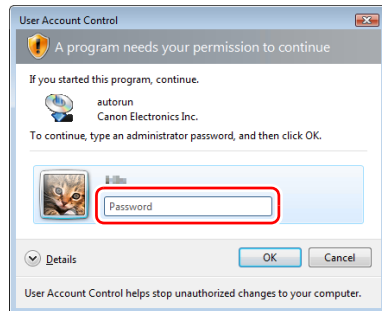 User Account Control
A program needs your permission to continue
If you started this program, continue.
autorun
Canon Electronics Inc.
To continue, type an administrator password, and then click OK.
Password
Details
OK
Cancel
User Account Control helps stop unauthorized changes to your computer.